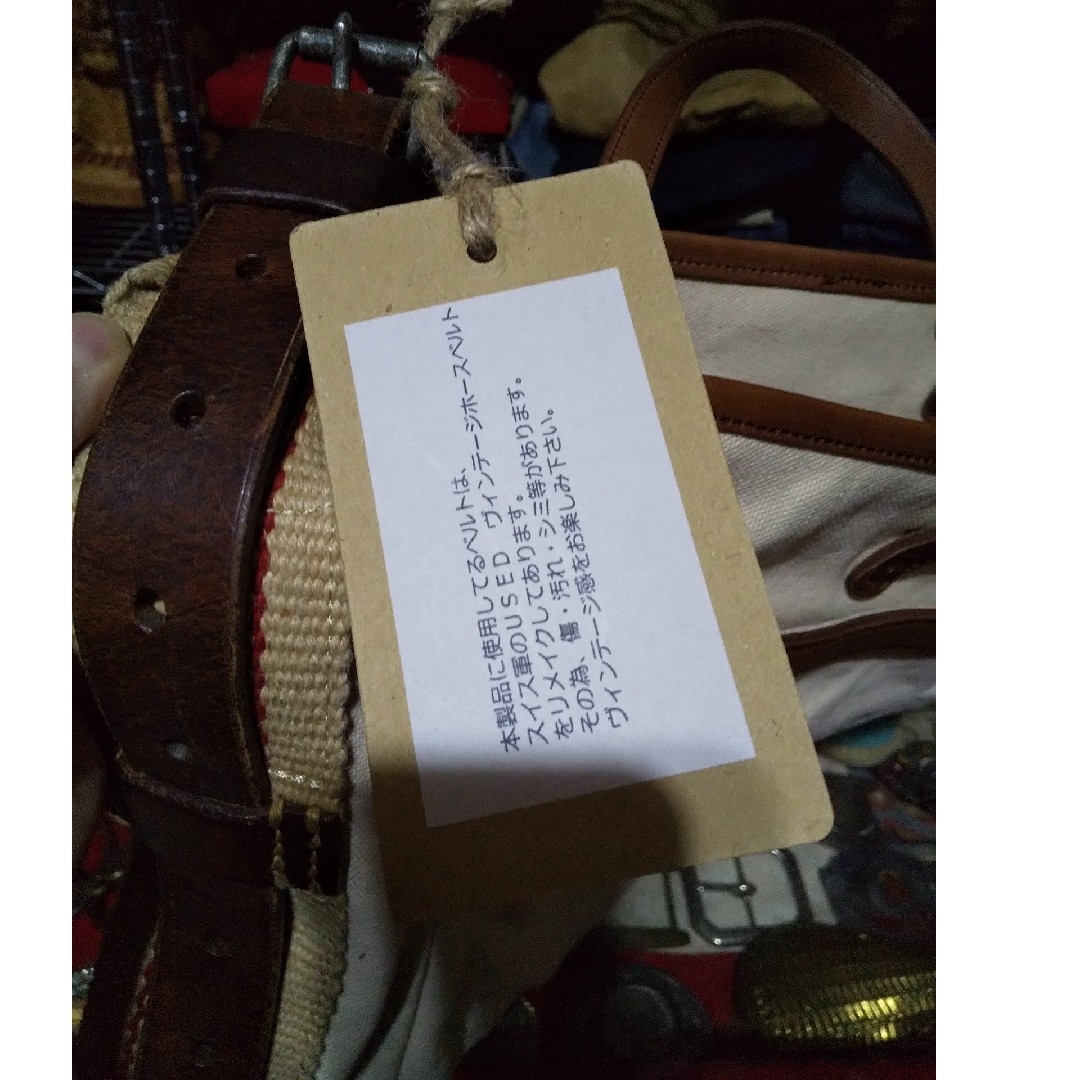 本製品に使用してるベルトは、
スイス軍のＵＳＥＤ　ヴィンテージホースベルト
をリメイクしてあります。
その為、傷・汚れ・シミ等があります。
ヴィンテージ感をお楽しみ下さい。